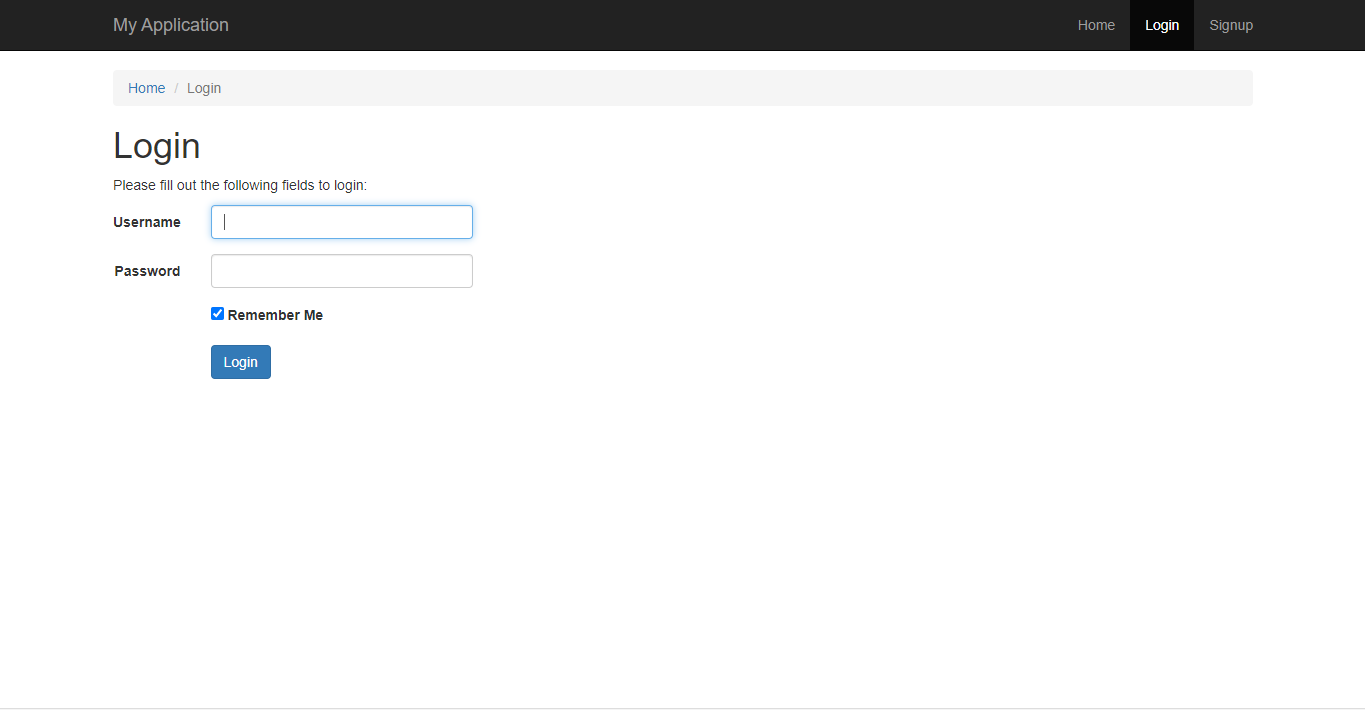 My Application Home Login Signup
Home / Login
Login
Please fill out the following fields to login:
Username
Password
Remember Me
Login